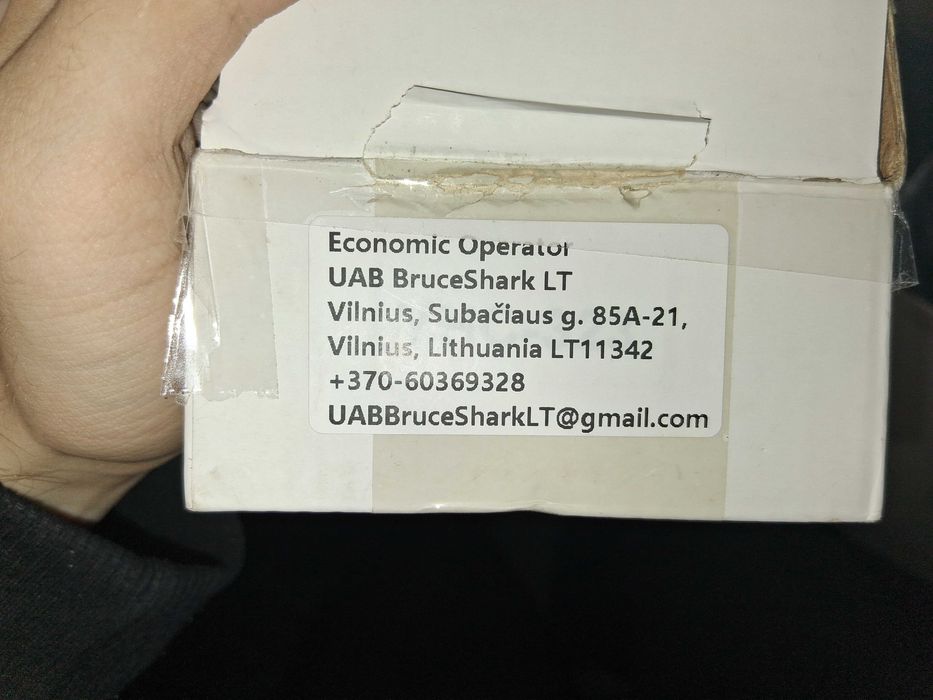 Economic Operator
UAB BruceShark LT
Vilnius, Subačiaus g. 85A-21,
Vilnius, Lithuania LT11342
+370-60369328
UABBruceSharkLT@gmail.com